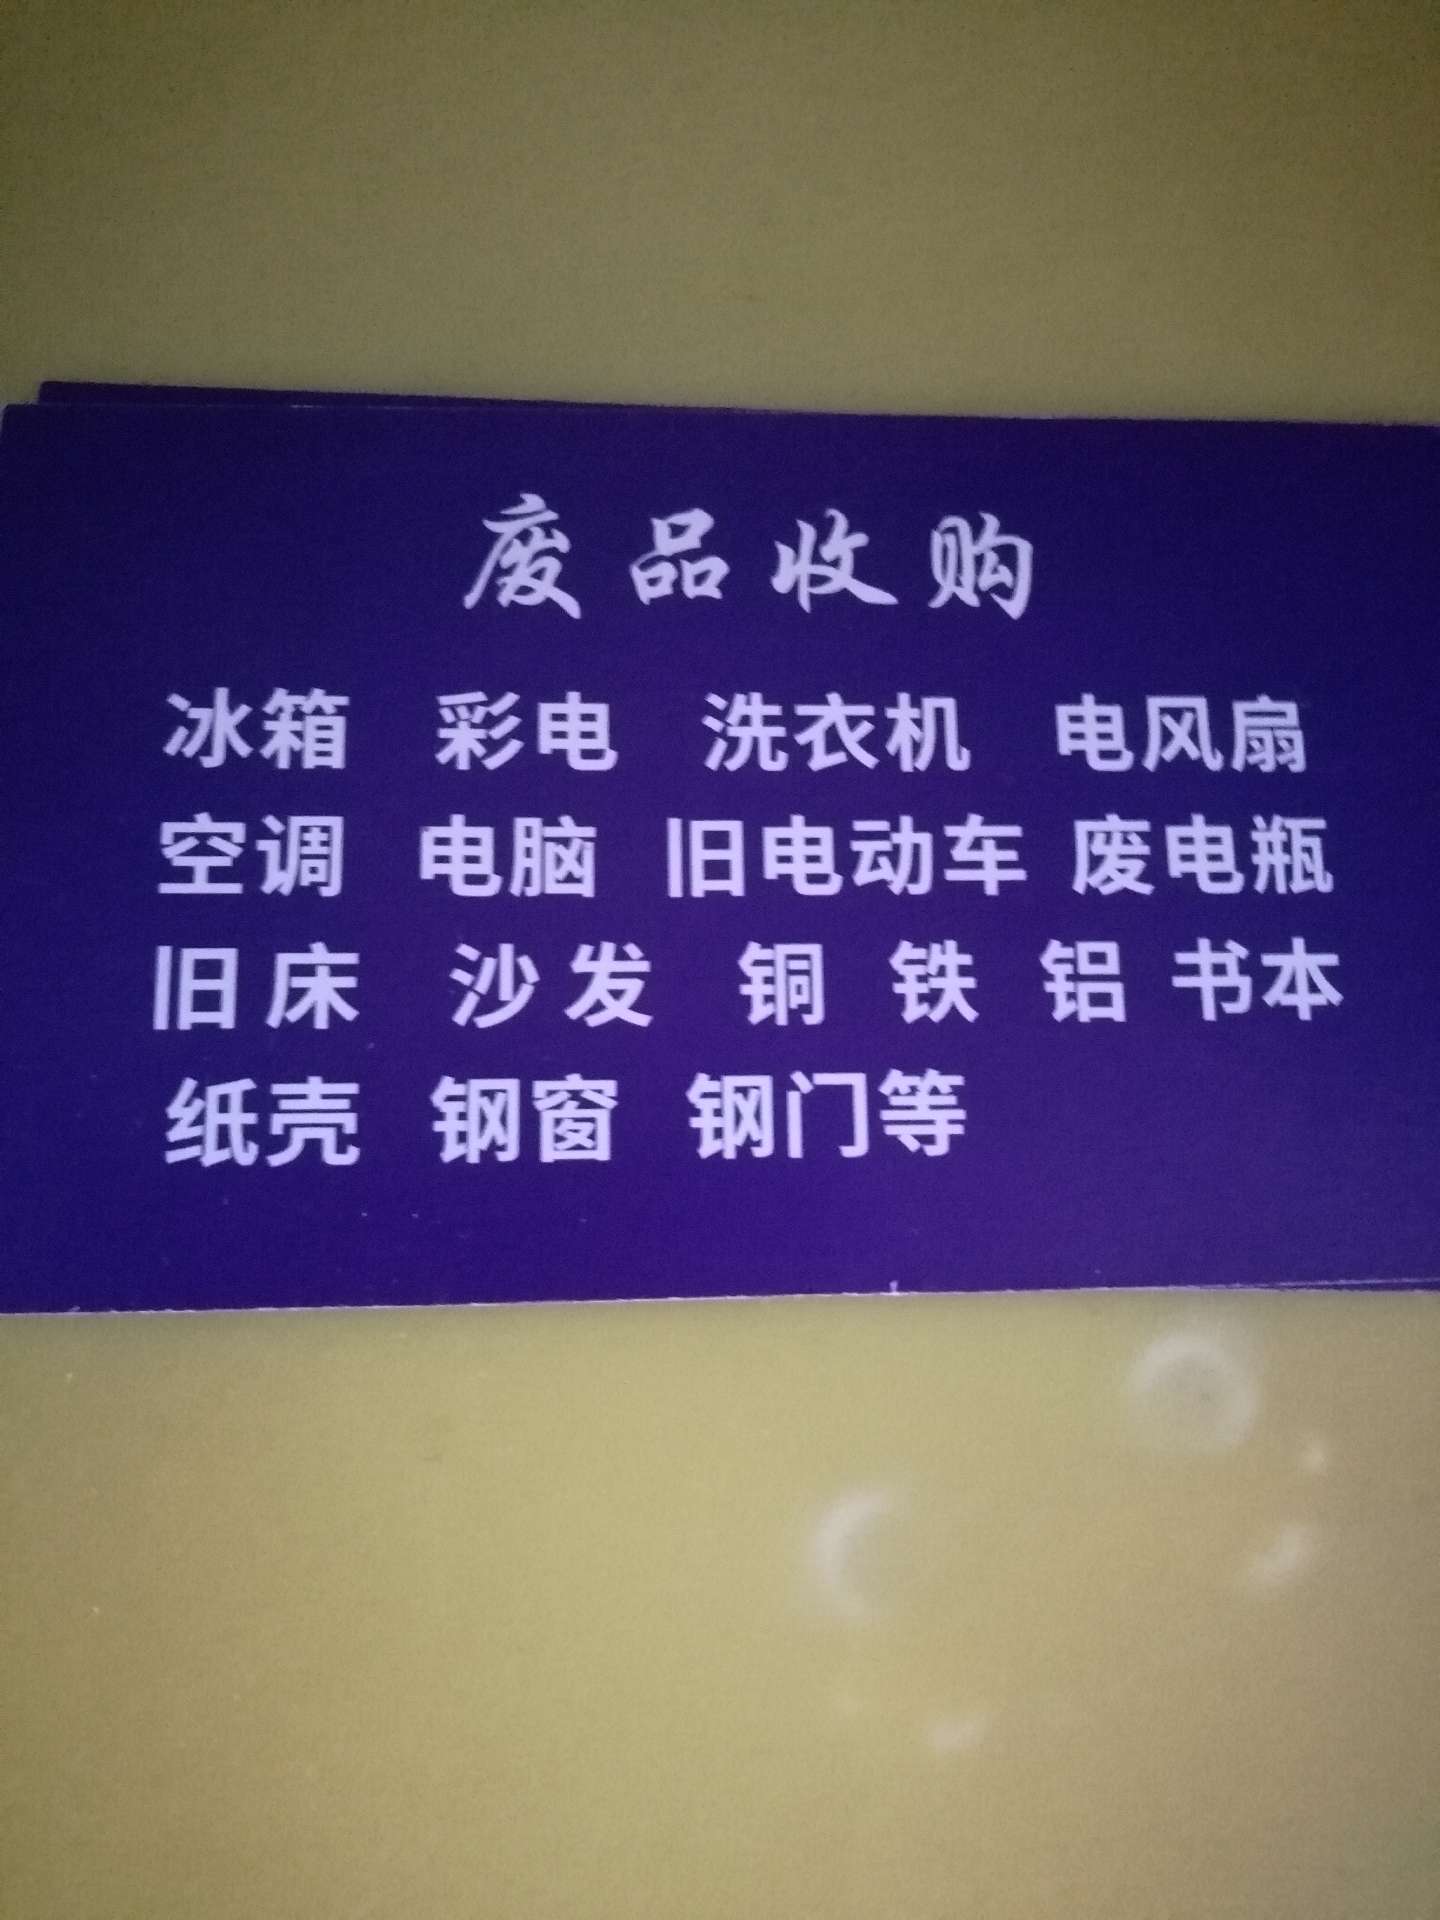 废品收购
冰箱 彩电 洗衣机 电风扇
空调 电脑 旧电动车 废电瓶
旧床 沙发 铜 铁 铝 书本
纸壳 钢窗 钢门等